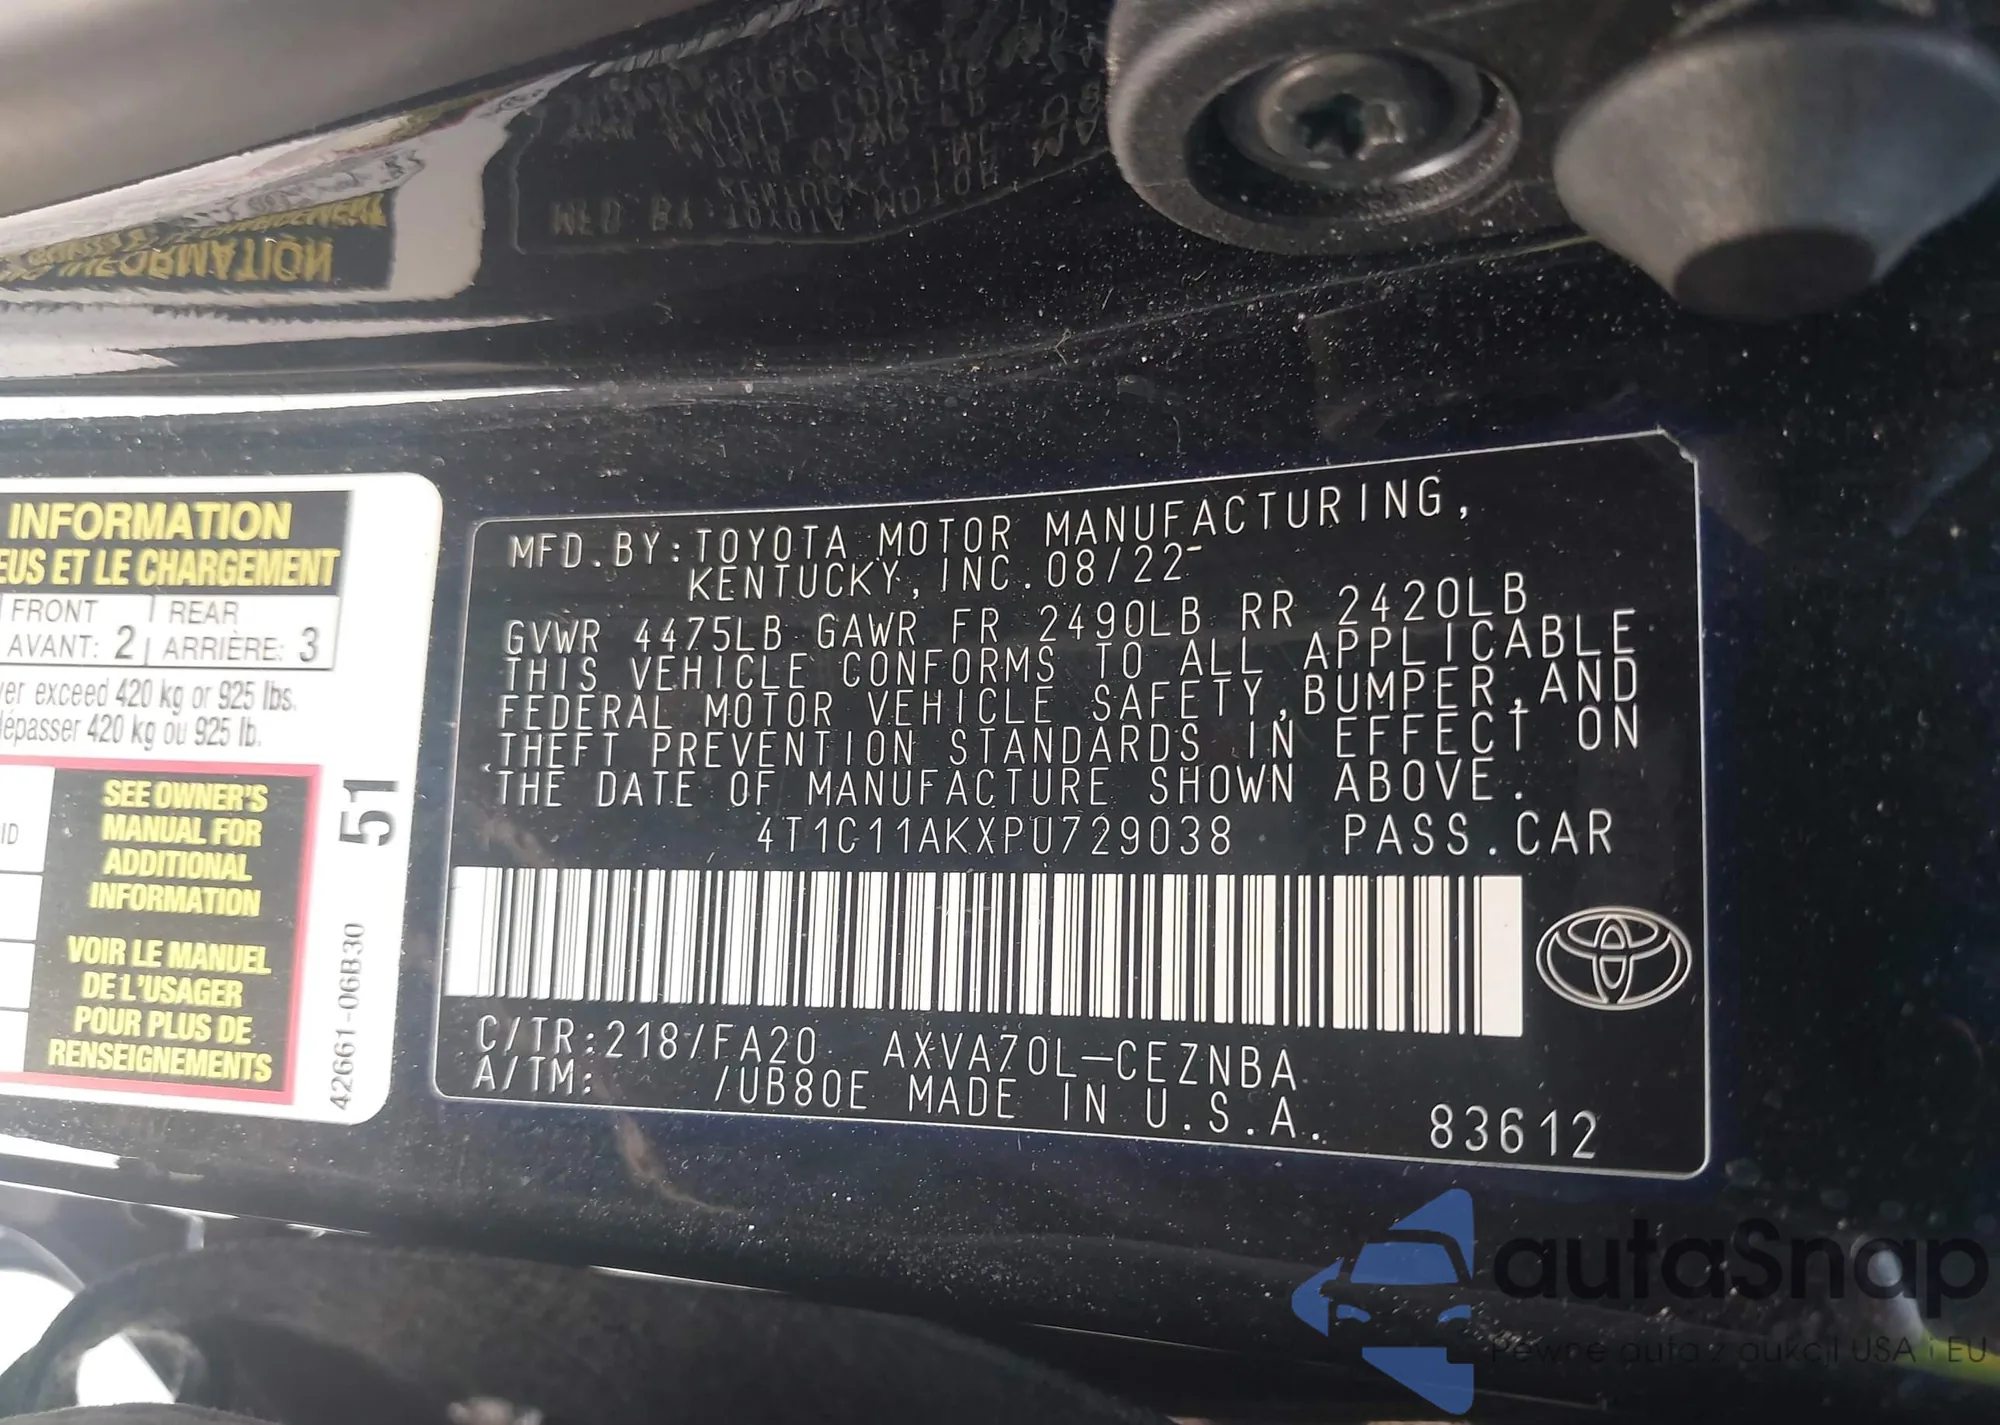 INFORMATION
EUS ET LE CHARGEMENT
FRONT REAR
AVANT: 2 ARRIÈRE: 3
ver exceed 420 kg or 925 lbs.
dépasser 420 kg ou 925 lb.
SEE OWNER'S
MANUAL FOR
ADDITIONAL
INFORMATION
VOIR LE MANUEL
DE L'USAGER
POUR PLUS DE
RENSEIGNEMENTS
51
42661-06B30
MFD.BY:TOYOTA MOTOR MANUFACTURING,
KENTUCKY, INC. 08/22
GVWR 4475LB GAWR FR 2490LB RR 2420LB
THIS VEHICLE CONFORMS TO ALL APPLICABLE
FEDERAL MOTOR VEHICLE SAFETY,BUMPER,AND
THEFT PREVENTION STANDARDS IN EFFECT ON
THE DATE OF MANUFACTURE SHOWN ABOVE.
4T1C11AKXPU729038 PASS.CAR
C/TR:218/FA20 AXVA70L-CEZNBA
A/TM: /UB80E MADE IN U.S.A.
83612
autaSnap
Pewne auta z aukcji USA i EU